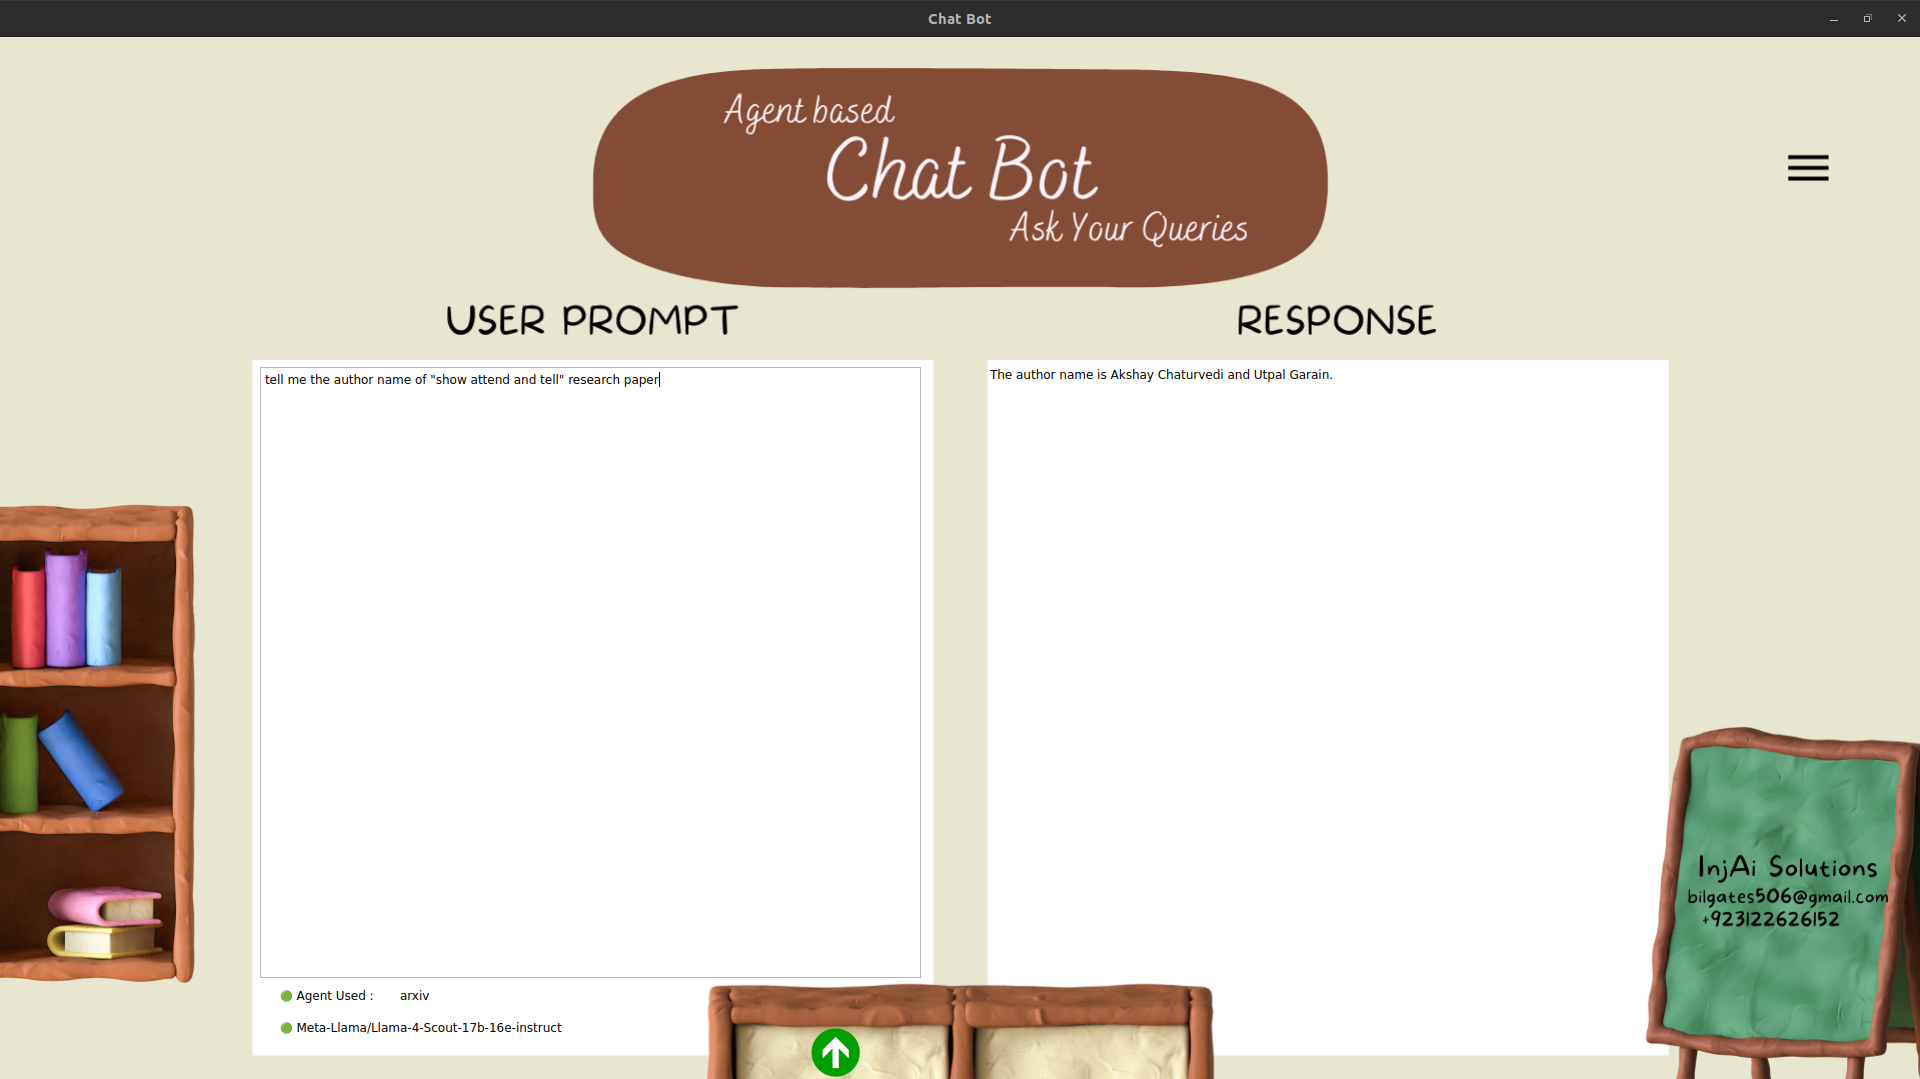 Chat Bot
Agent based
Chat Bot
Ask Your Queries
USER PROMPT
RESPONSE
tell me the author name of "show attend and tell" research paper
The author name is Akshay Chaturvedi and Utpal Garain.
InjAi Solutions
bilgates506@gmail.com
+923122626152
Agent Used : arxiv
Meta-Llama/Llama-4-Scout-17b-16e-instruct